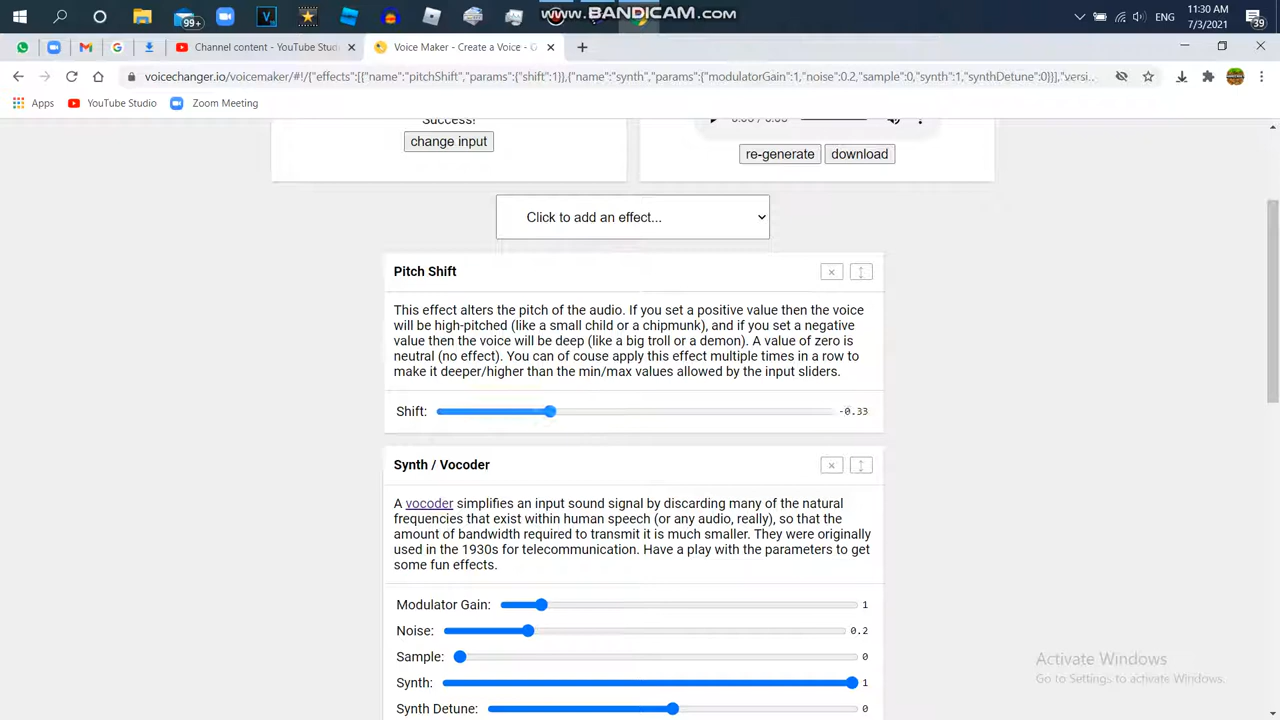 www.BANDICAM.com
99+
ENG
11:30 AM
7/3/2021
39
Channel content - YouTube Studi
Voice Maker - Create a Voice - O
voicechanger.io/voicemaker/#!/{"effects":[{"name":"pitchShift","params":{"shift":1}},{"name":"synth","params":{"modulatorGain":1,"noise":0.2,"sample":0,"synth":1,"synthDetune":0}}],"versi...
Apps
YouTube Studio
Zoom Meeting
Success!
change input
re-generate
download
Click to add an effect...
Pitch Shift
This effect alters the pitch of the audio. If you set a positive value then the voice
will be high-pitched (like a small child or a chipmunk), and if you set a negative
value then the voice will be deep (like a big troll or a demon). A value of zero is
neutral (no effect). You can of couse apply this effect multiple times in a row to
make it deeper/higher than the min/max values allowed by the input sliders.
Shift: -0.33
Synth / Vocoder
A vocoder simplifies an input sound signal by discarding many of the natural
frequencies that exist within human speech (or any audio, really), so that the
amount of bandwidth required to transmit it is much smaller. They were originally
used in the 1930s for telecommunication. Have a play with the parameters to get
some fun effects.
Modulator Gain: 1
Noise: 0.2
Sample: 0
Synth: 1
Synth Detune: 0
Activate Windows
Go to Settings to activate Windows.